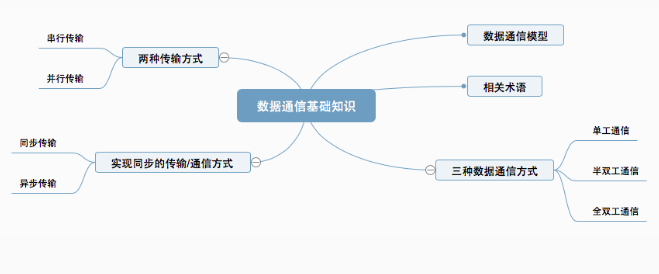 数据通信基础知识
数据通信模型
相关术语
三种数据通信方式
单工通信
半双工通信
全双工通信
两种传输方式
串行传输
并行传输
实现同步的传输/通信方式
同步传输
异步传输